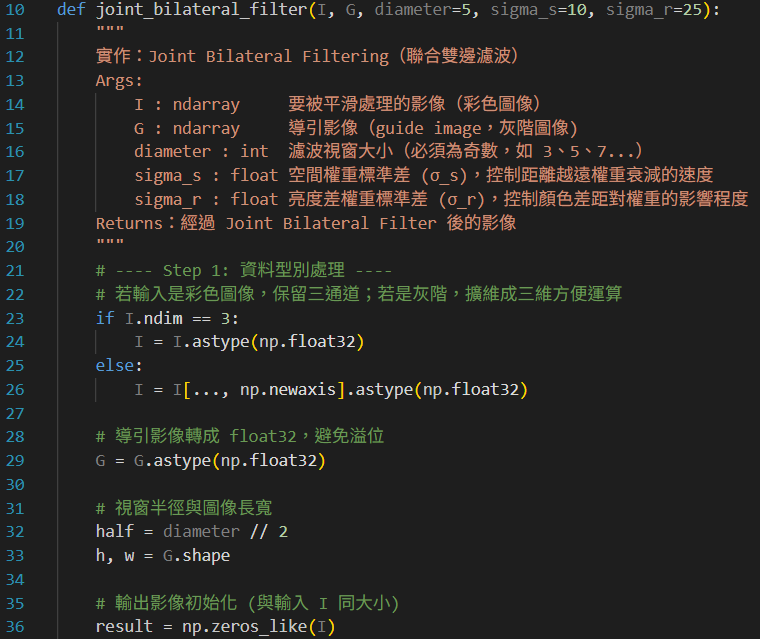 10 def joint_bilateral_filter(I, G, diameter=5, sigma_s=10, sigma_r=25):
11 """
12 實作：Joint Bilateral Filtering（聯合雙邊濾波）
13 Args:
14 I : ndarray 要被平滑處理的影像（彩色圖像）
15 G : ndarray 導引影像（guide image，灰階圖像）
16 diameter : int 濾波視窗大小（必須為奇數，如 3、5、7...）
17 sigma_s : float 空間權重標準差 (σ_s)，控制距離越遠權重衰減的速度
18 sigma_r : float 亮度差權重標準差 (σ_r)，控制顏色差距對權重的影響程度
19 Returns：經過 Joint Bilateral Filter 後的影像
20 """
21 # ---- Step 1: 資料型別處理 ----
22 # 若輸入是彩色圖像，保留三通道；若是灰階，擴維成三維方便運算
23 if I.ndim == 3:
24 I = I.astype(np.float32)
25 else:
26 I = I[..., np.newaxis].astype(np.float32)
27
28 # 導引影像轉成 float32，避免溢位
29 G = G.astype(np.float32)
30
31 # 視窗半徑與圖像長寬
32 half = diameter // 2
33 h, w = G.shape
34
35 # 輸出影像初始化 (與輸入 I 同大小)
36 result = np.zeros_like(I)